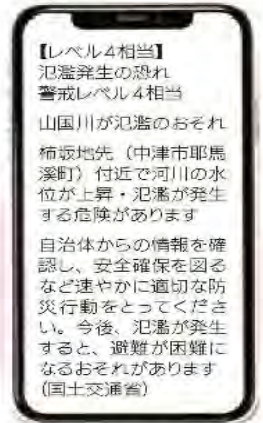 【レベル4相当】
氾濫発生の恐れ
警戒レベル4相当
山国川が氾濫のおそれ
柿坂地先（中津市耶馬
溪町）付近で河川の水
位が上昇・氾濫が発生
する危険があります
自治体からの情報を確
認し、安全確保を図る
など速やかに適切な防
災行動をとってくださ
い。今後、氾濫が発生
すると、避難が困難に
なるおそれがあります
(国土交通省)